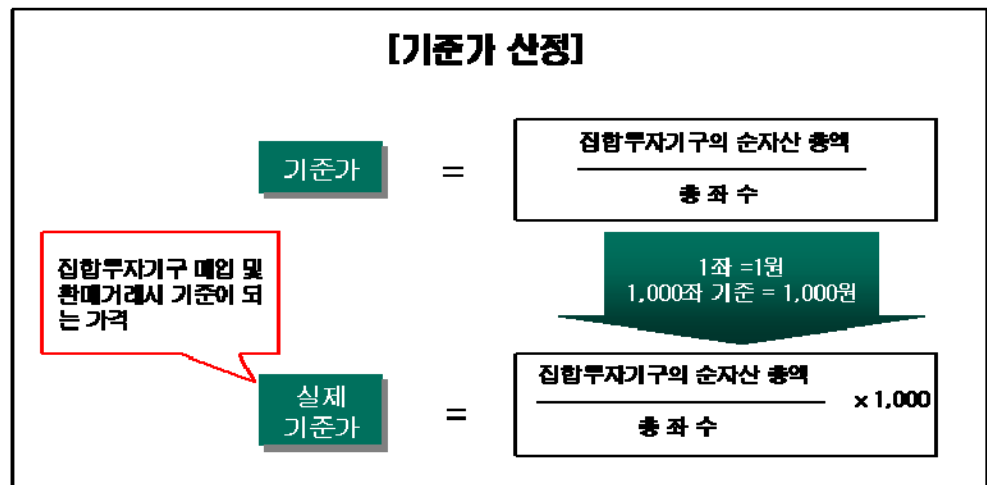 [기준가 산정]
기준가
=
집합투자기구의 순자산 총액
총 좌 수
집합투자기구 매입 및
환매거래시 기준이 되
는 가격
1좌 =1원
1,000좌 기준 = 1,000원
실제
기준가
=
집합투자기구의 순자산 총액
총 좌 수
× 1,000